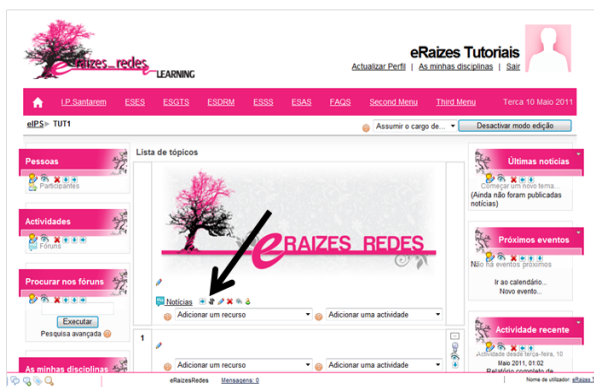 eRaizes_redes
LEARNING
eRaizes Tutoriais
Actualizar Perfil | As minhas disciplinas | Sair
I.P.Santarem ESES ESGTS ESDRM ESSS ESAS FAQS Second Menu Third Menu Terca 10 Maio 2011
eIPS ► TUT1
Assumir o cargo de...
Desactivar modo edição
Pessoas
Participantes
Actividades
Fóruns
Procurar nos fóruns
Executar
Pesquisa avançada
As minhas disciplinas
Lista de tópicos
eRAIZES_REDES
Notícias
Adicionar um recurso
Adicionar uma actividade
1
Adicionar um recurso
Adicionar uma actividade
Últimas notícias
Começar um novo tema...
(Ainda não foram publicadas
notícias)
Próximos eventos
Não há eventos próximos
Ir ao calendário...
Novo evento...
Actividade recente
Actividade desde terça-feira, 10
Maio 2011, 01:02
Relatório completo de
eRaizesRedes Mensagens: 0
Nome de utilizador: eRaizes T